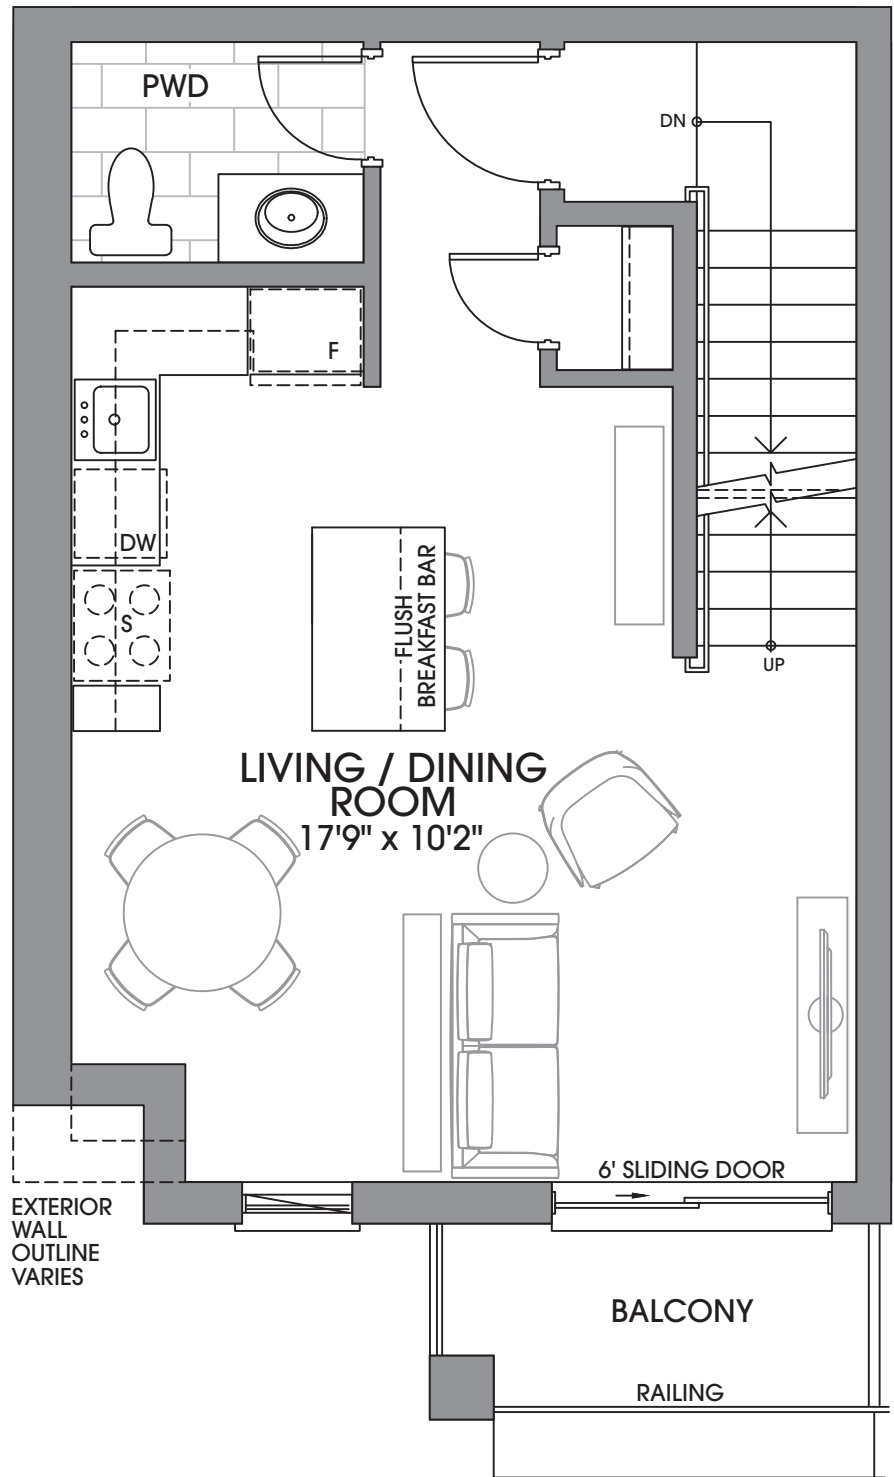 PWD
DN
F
DW
S
FLUSH
BREAKFAST BAR
UP
LIVING / DINING
ROOM
17'9" x 10'2"
6' SLIDING DOOR
EXTERIOR
WALL
OUTLINE
VARIES
BALCONY
RAILING